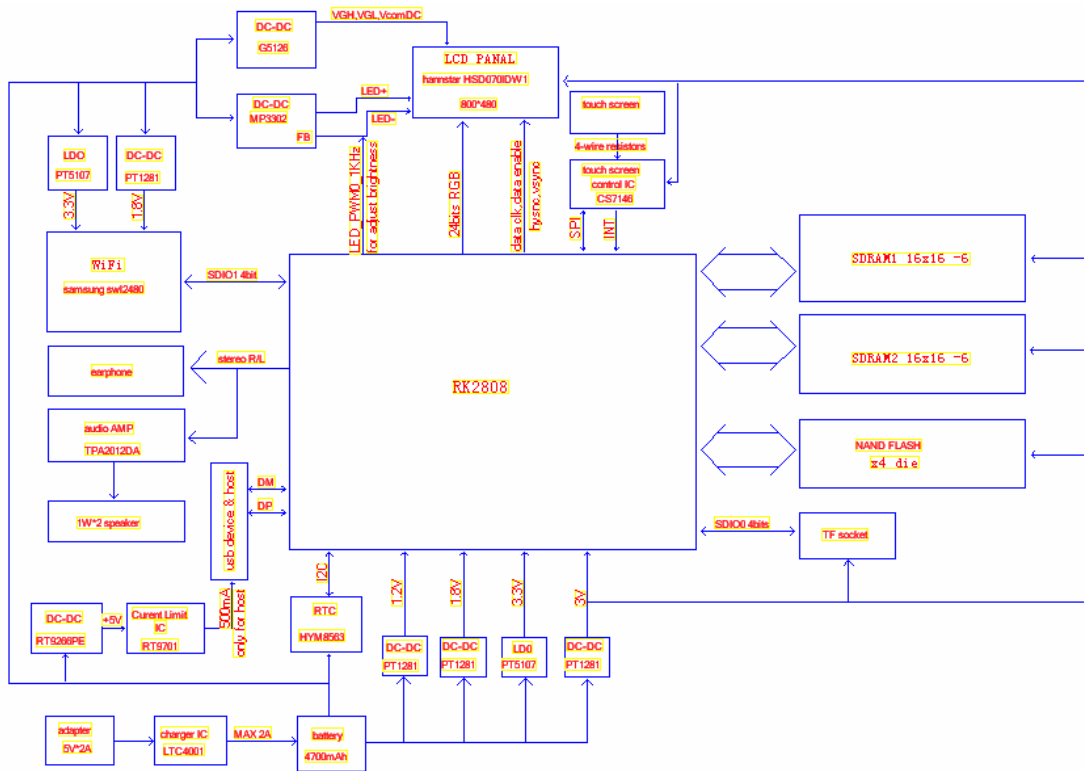 DC-DC
G5126
VGH,VGL,VcomDC
LCD PANAL
hannstar HSD070IDW1
800*480
DC-DC
MP3302
FB
LED+
LED-
touch screen
4-wire resistors
touch screen
control IC
CS7146
LDO
PT5107
DC-DC
PT1281
3.3V
1.8V
LED_PWM0_1KHz
for adjust brightness
24bits RGB
data clk,data enable
hysnc,vsync
SPI
INT
WiFi
samsung swl2480
SDIO1 4bit
SDRAM1 16x16 -6
SDRAM2 16x16 -6
earphone
stereo R/L
RK2808
audio AMP
TPA2012DA
NAND FLASH
x4 die
1W*2 speaker
usb device & host
DM
DP
SDIO0 4bits
TF socket
DC-DC
RT9266PE
+5V
Curent Limit
IC
RT9701
500mA
only for host
I2C
RTC
HYM8563
1.2V
1.8V
3.3V
3V
DC-DC
PT1281
DC-DC
PT1281
LDO
PT5107
DC-DC
PT1281
adapter
5V*2A
charger IC
LTC4001
MAX 2A
battery
4700mAh